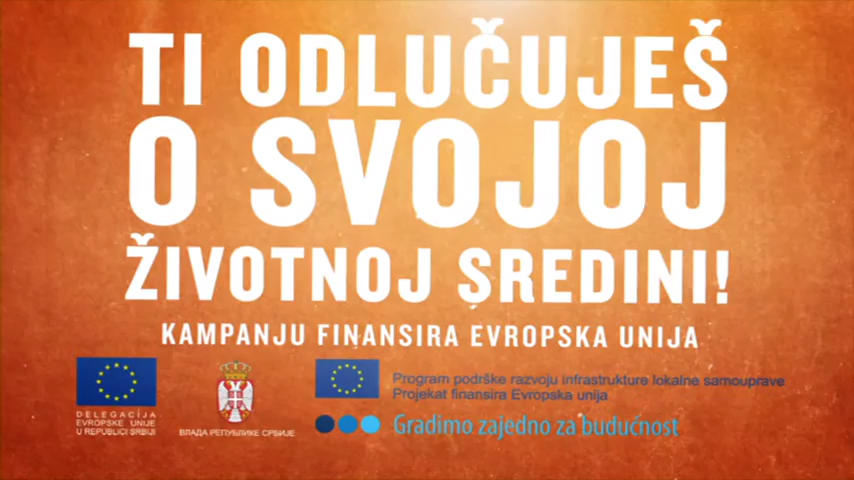 TI ODLUČUJEŠ
O SVOJOJ
ŽIVOTNOJ SREDINI!
KAMPANJU FINANSIRA EVROPSKA UNIJA
DELEGACIJA
EVROPSKE UNIJE
U REPUBLICI SRBIJI
ВЛАДА РЕПУБЛИКЕ СРБИЈЕ
Program podrške razvoju infrastrukture lokalne samouprave
Projekat finansira Evropska unija
Gradimo zajedno za budućnost